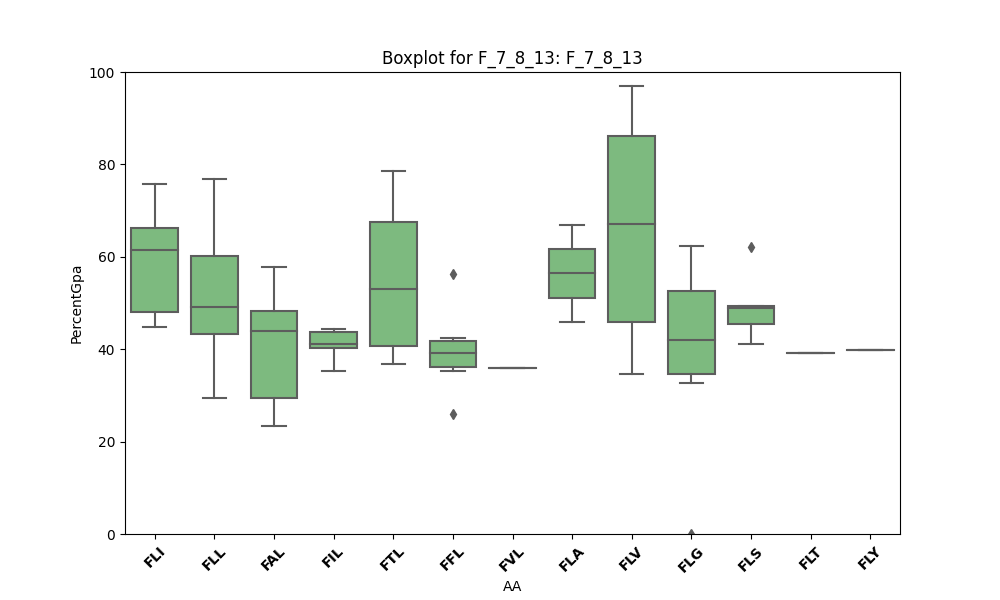 Boxplot for F_7_8_13: F_7_8_13
100
80
60
40
20
0
PercentGpa
FLI FLL FAL FIL FTL FFL FVL FLA FLV FLG FLS FLT FLY
AA